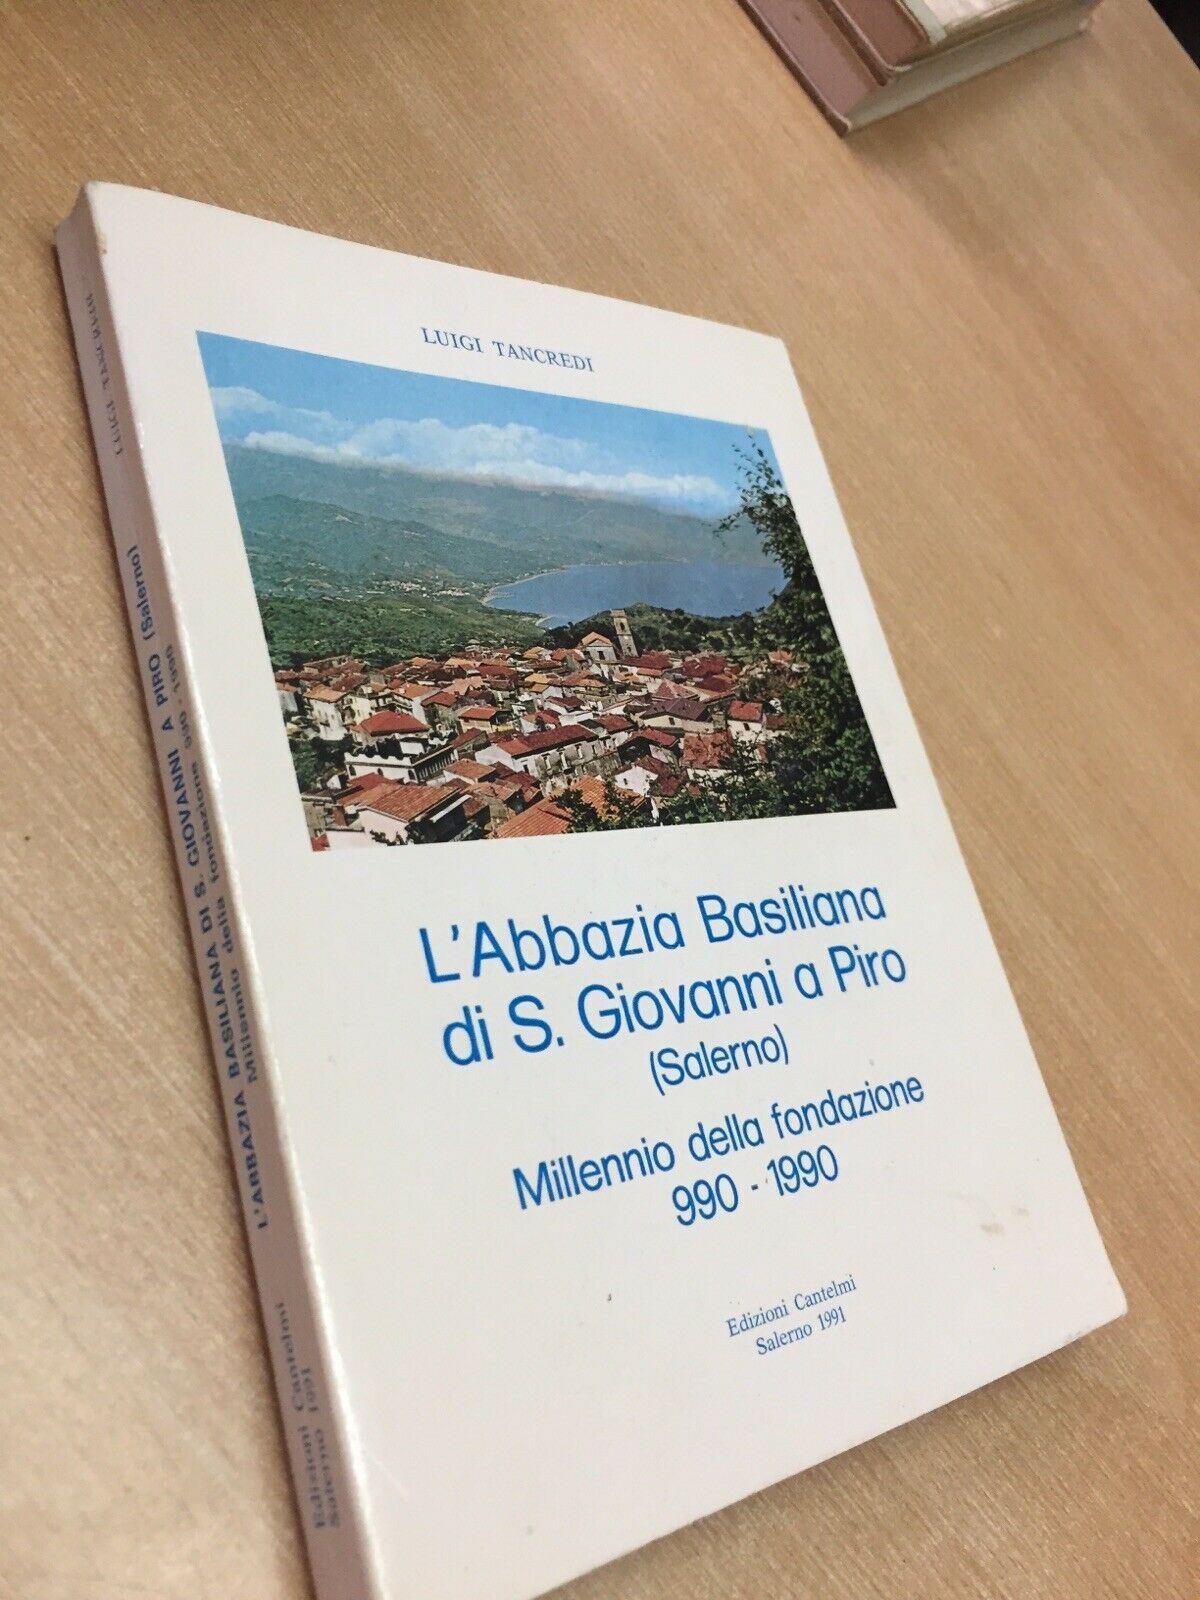 LUIGI TANCREDI
L'Abbazia Basiliana
di S. Giovanni a Piro
(Salerno)
Millennio della fondazione
990 - 1990
Edizioni Cantelmi
Salerno 1991
LUIGI TANCREDI
L'ABBAZIA BASILIANA DI S. GIOVANNI A PIRO (Salerno)
Millennio della fondazione 990 - 1990
Edizioni Cantelmi
Salerno 1991